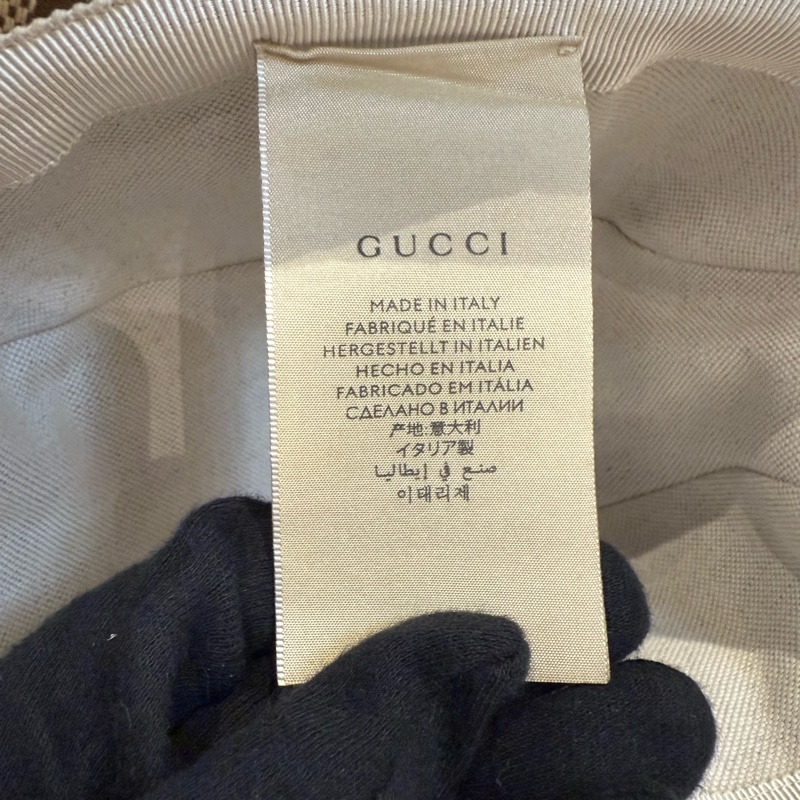 GUCCI
MADE IN ITALY
FABRIQUÉ EN ITALIE
HERGESTELLT IN ITALIEN
HECHO EN ITALIA
FABRICADO EM ITÁLIA
СДЕЛАНО В ИТАЛИИ
产地:意大利
イタリア製
صنع في إيطاليا
이태리제